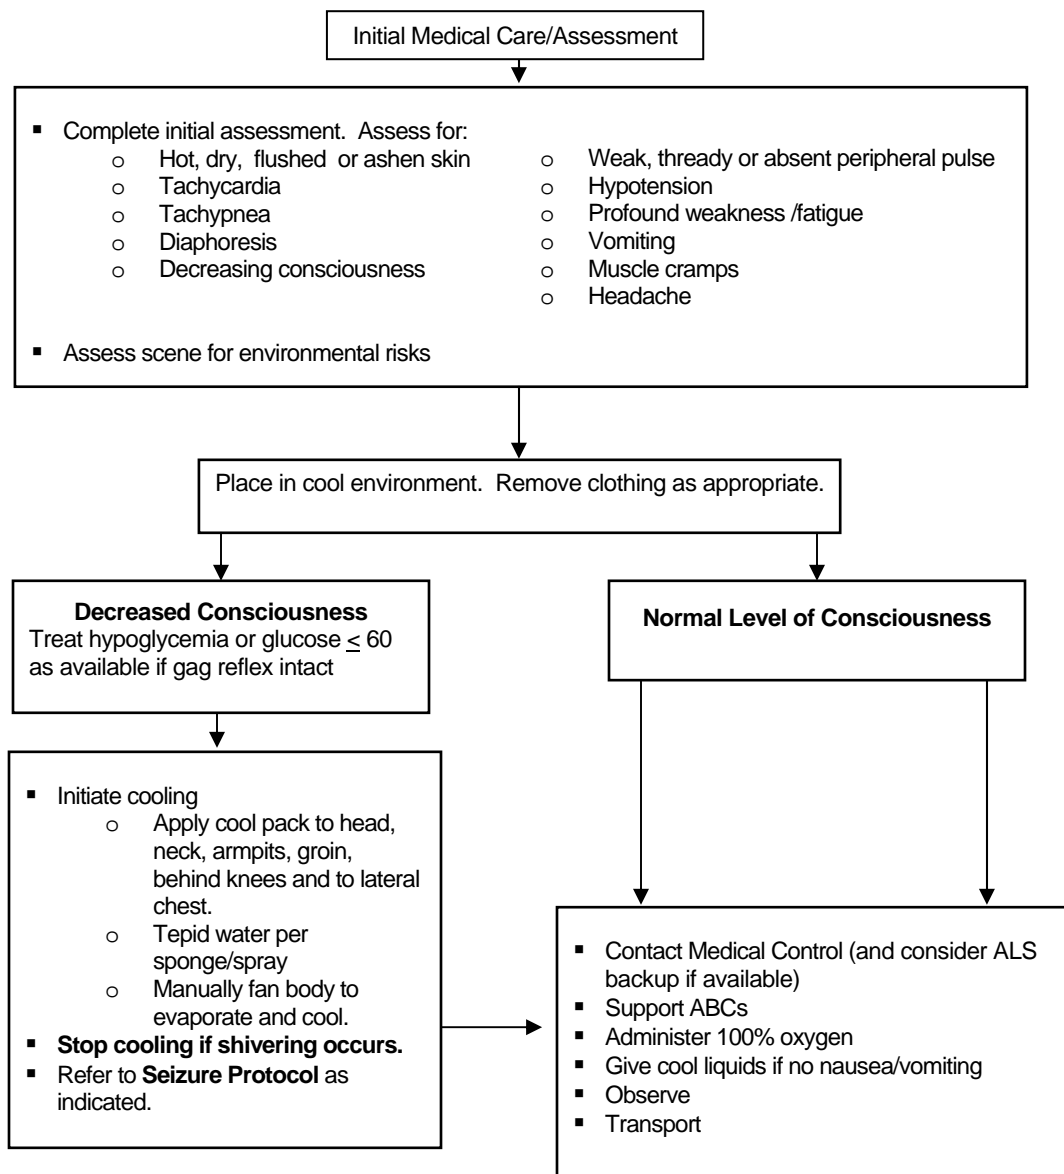 Initial Medical Care/Assessment
▪ Complete initial assessment. Assess for:
o Hot, dry, flushed or ashen skin
o Tachycardia
o Tachypnea
o Diaphoresis
o Decreasing consciousness
o Weak, thready or absent peripheral pulse
o Hypotension
o Profound weakness /fatigue
o Vomiting
o Muscle cramps
o Headache
▪ Assess scene for environmental risks
Place in cool environment. Remove clothing as appropriate.
Decreased Consciousness
Treat hypoglycemia or glucose ≤ 60
as available if gag reflex intact
Normal Level of Consciousness
▪ Initiate cooling
o Apply cool pack to head,
neck, armpits, groin,
behind knees and to lateral
chest.
o Tepid water per
sponge/spray
o Manually fan body to
evaporate and cool.
▪ Stop cooling if shivering occurs.
▪ Refer to Seizure Protocol as
indicated.
▪ Contact Medical Control (and consider ALS
backup if available)
▪ Support ABCs
▪ Administer 100% oxygen
▪ Give cool liquids if no nausea/vomiting
▪ Observe
▪ Transport